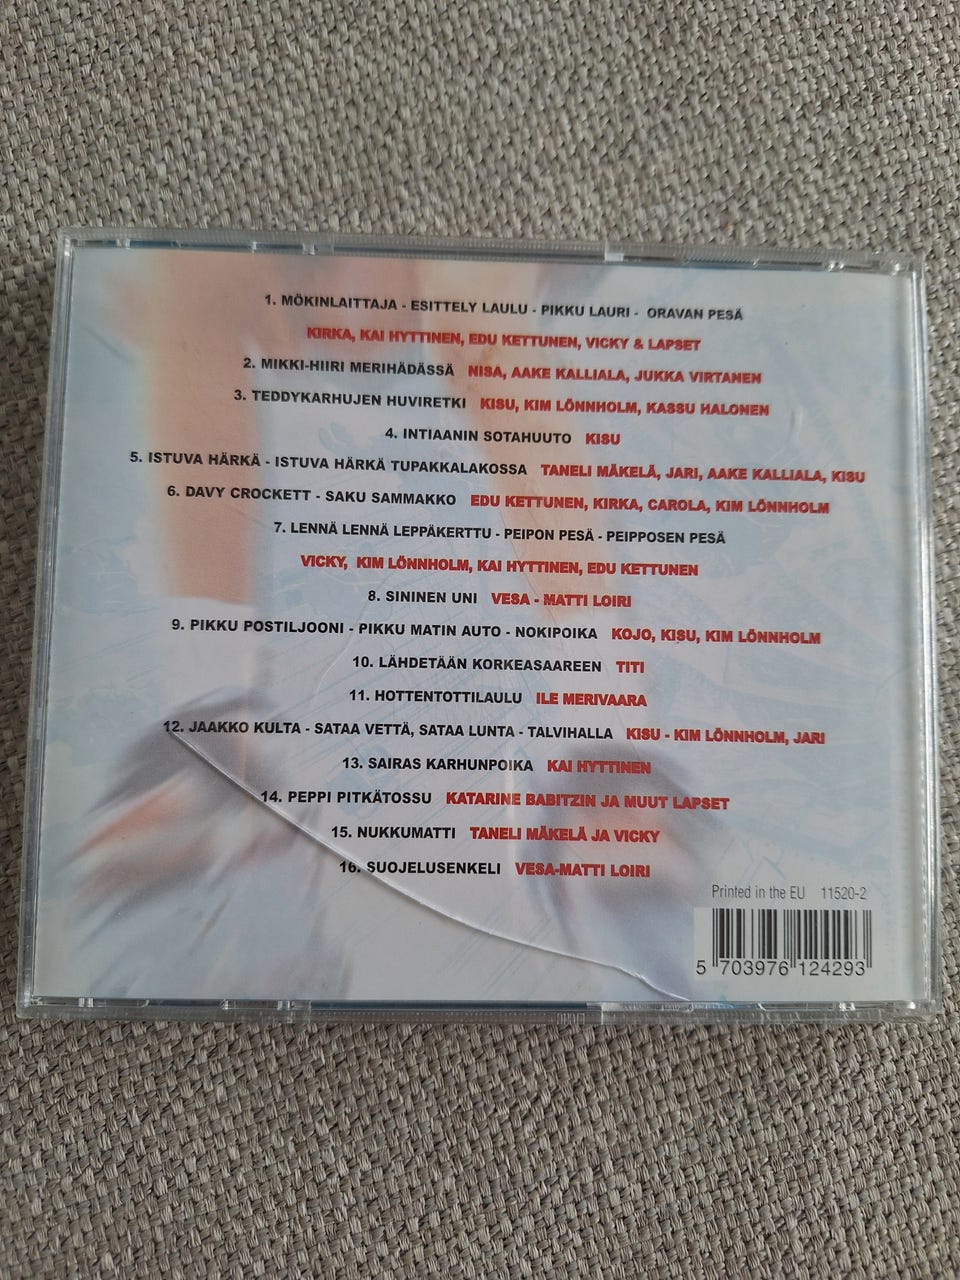 1. MÖKINLAITTAJA - ESITTELY LAULU - PIKKU LAURI - ORAVAN PESÄ
KIRKA, KAI HYTTINEN, EDU KETTUNEN, VICKY & LAPSET
2. MIKKI-HIIRI MERIHÄDÄSSÄ NISA, AAKE KALLIALA, JUKKA VIRTANEN
3. TEDDYKARHUJEN HUVIRETKI KISU, KIM LÖNNHOLM, KASSU HALONEN
4. INTIAANIN SOTAHUUTO KISU
5. ISTUVA HÄRKÄ - ISTUVA HÄRKÄ TUPAKKALAKOSSA TANELI MÄKELÄ, JARI, AAKE KALLIALA, KISU
6. DAVY CROCKETT - SAKU SAMMAKKO EDU KETTUNEN, KIRKA, CAROLA, KIM LÖNNHOLM
7. LENNÄ LENNÄ LEPPÄKERTTU - PEIPON PESÄ - PEIPPOSEN PESÄ
VICKY, KIM LÖNNHOLM, KAI HYTTINEN, EDU KETTUNEN
8. SININEN UNI VESA - MATTI LOIRI
9. PIKKU POSTILJOONI - PIKKU MATIN AUTO - NOKIPOIKA KOJO, KISU, KIM LÖNNHOLM
10. LÄHDETÄÄN KORKEASAAREEN TITI
11. HOTTENTOTTILAULU ILE MERIVAARA
12. JAAKKO KULTA - SATAA VETTÄ, SATAA LUNTA - TALVIHALLA KISU - KIM LÖNNHOLM, JARI
13. SAIRAS KARHUNPOIKA KAI HYTTINEN
14. PEPPI PITKÄTOSSU KATARINE BABITZIN JA MUUT LAPSET
15. NUKKUMATTI TANELI MÄKELÄ JA VICKY
16. SUOJELUSENKELI VESA-MATTI LOIRI
Printed in the EU 11520-2
5 703976 124293